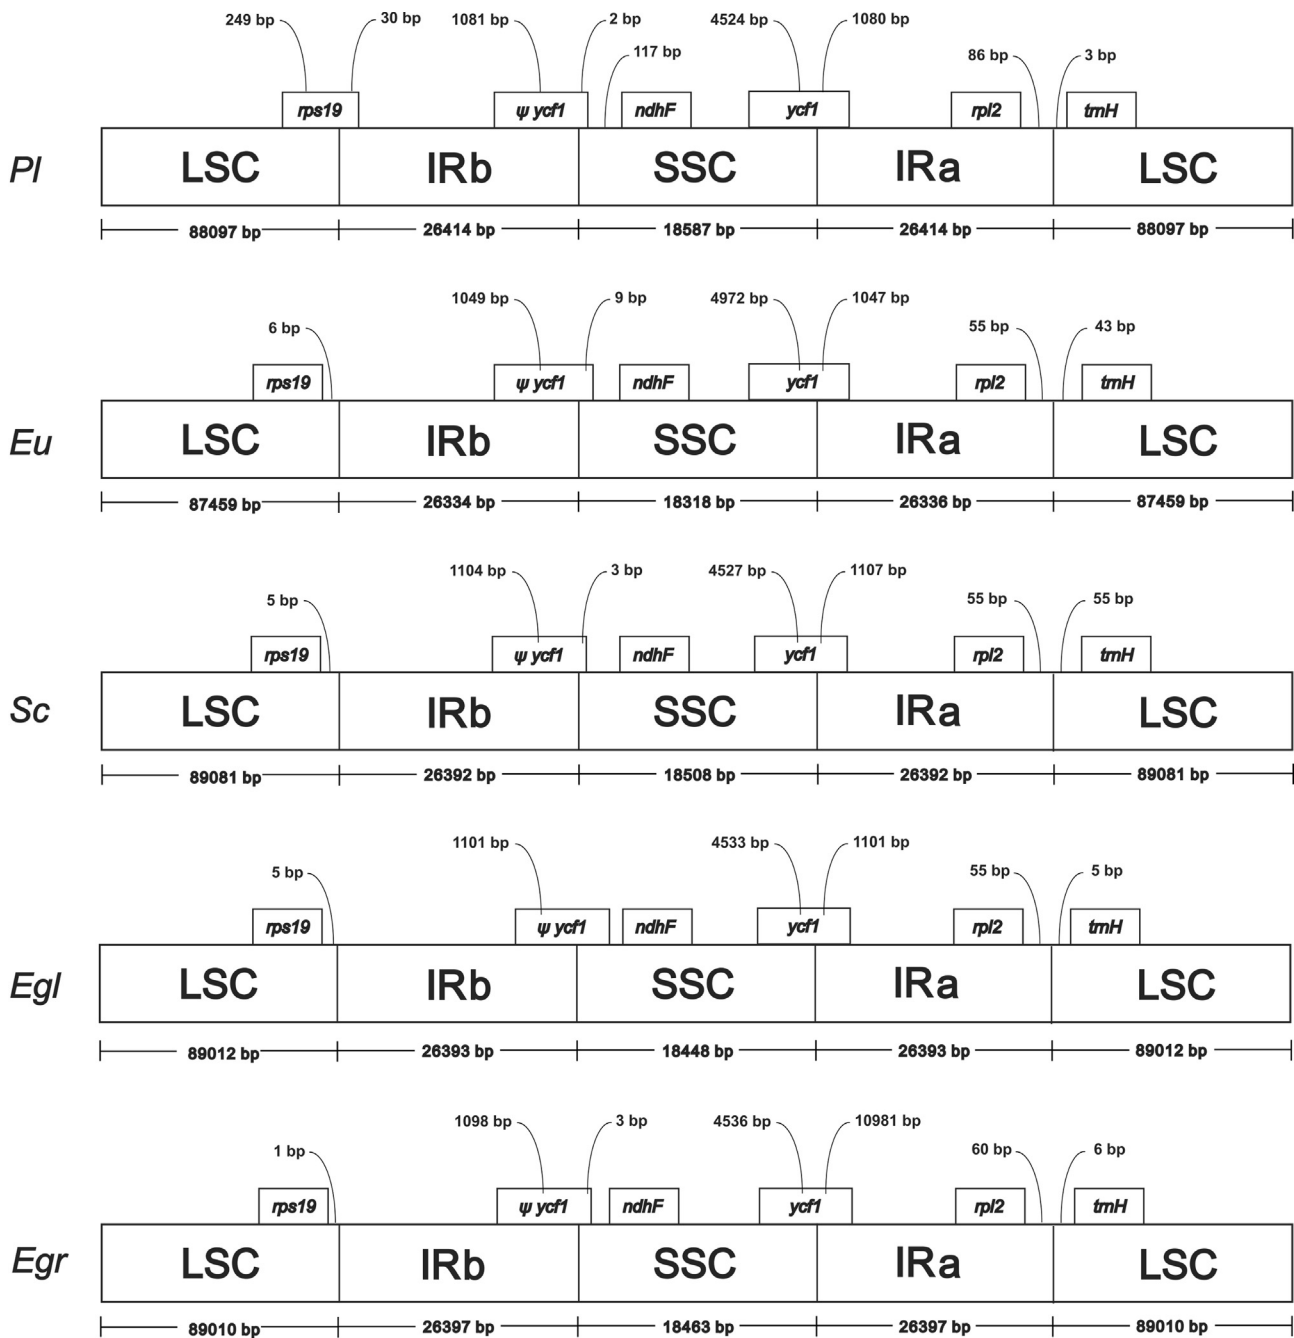 249 bp 30 bp 1081 bp 2 bp 4524 bp 1080 bp
117 bp 86 bp 3 bp
rps19 ψ ycf1 ndhF ycf1 rpl2 trnH
Pl LSC IRb SSC IRa LSC
88097 bp 26414 bp 18587 bp 26414 bp 88097 bp
1049 bp 9 bp 4972 bp 1047 bp
6 bp 55 bp 43 bp
rps19 ψ ycf1 ndhF ycf1 rpl2 trnH
Eu LSC IRb SSC IRa LSC
87459 bp 26334 bp 18318 bp 26336 bp 87459 bp
1104 bp 3 bp 4527 bp 1107 bp
5 bp 55 bp 55 bp
rps19 ψ ycf1 ndhF ycf1 rpl2 trnH
Sc LSC IRb SSC IRa LSC
89081 bp 26392 bp 18508 bp 26392 bp 89081 bp
1101 bp 4533 bp 1101 bp
5 bp 55 bp 5 bp
rps19 ψ ycf1 ndhF ycf1 rpl2 trnH
Egl LSC IRb SSC IRa LSC
89012 bp 26393 bp 18448 bp 26393 bp 89012 bp
1098 bp 3 bp 4536 bp 10981 bp
1 bp 60 bp 6 bp
rps19 ψ ycf1 ndhF ycf1 rpl2 trnH
Egr LSC IRb SSC IRa LSC
89010 bp 26397 bp 18463 bp 26397 bp 89010 bp